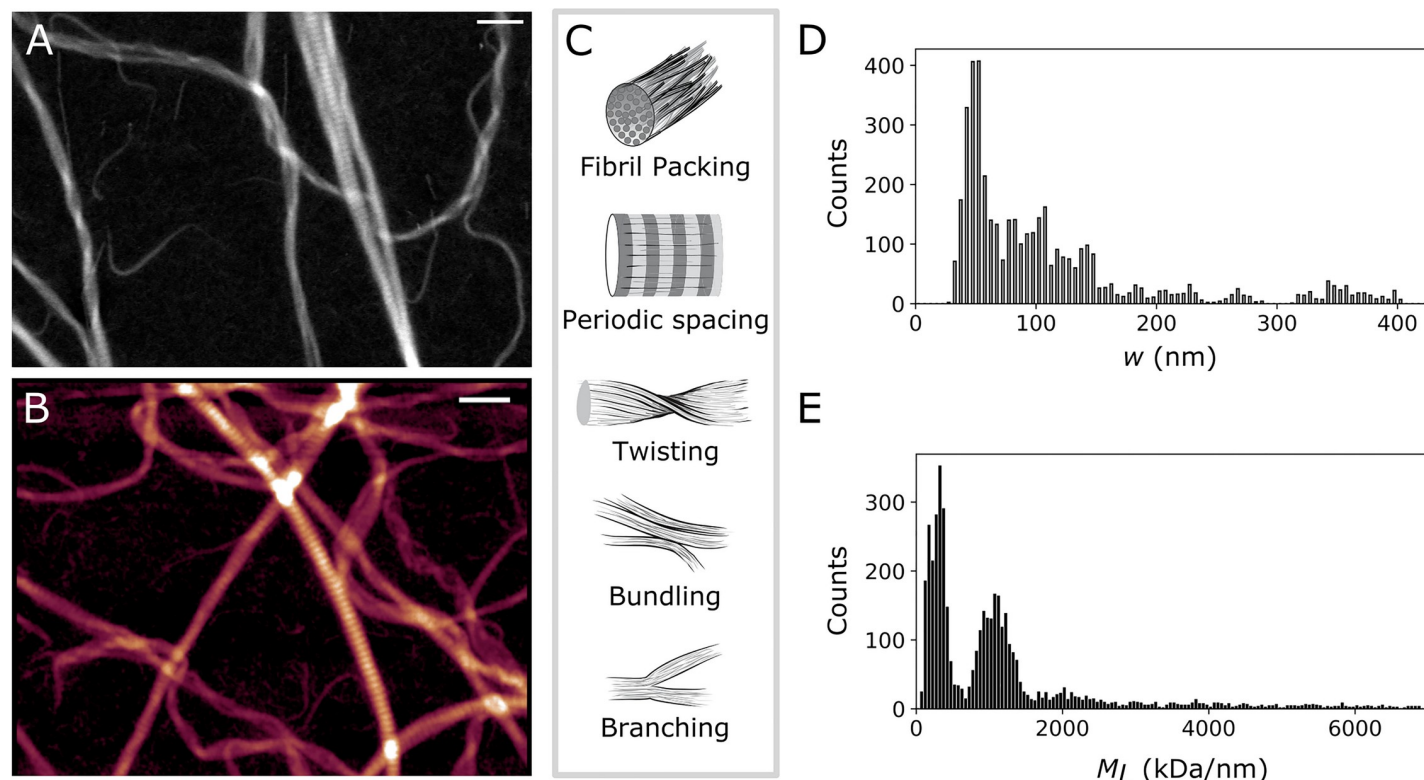 A
B
C
Fibril Packing
Periodic spacing
Twisting
Bundling
Branching
D
Counts
400
300
200
100
0
0 100 200 300 400
w (nm)
E
Counts
300
200
100
0
0 2000 4000 6000
M_L (kDa/nm)